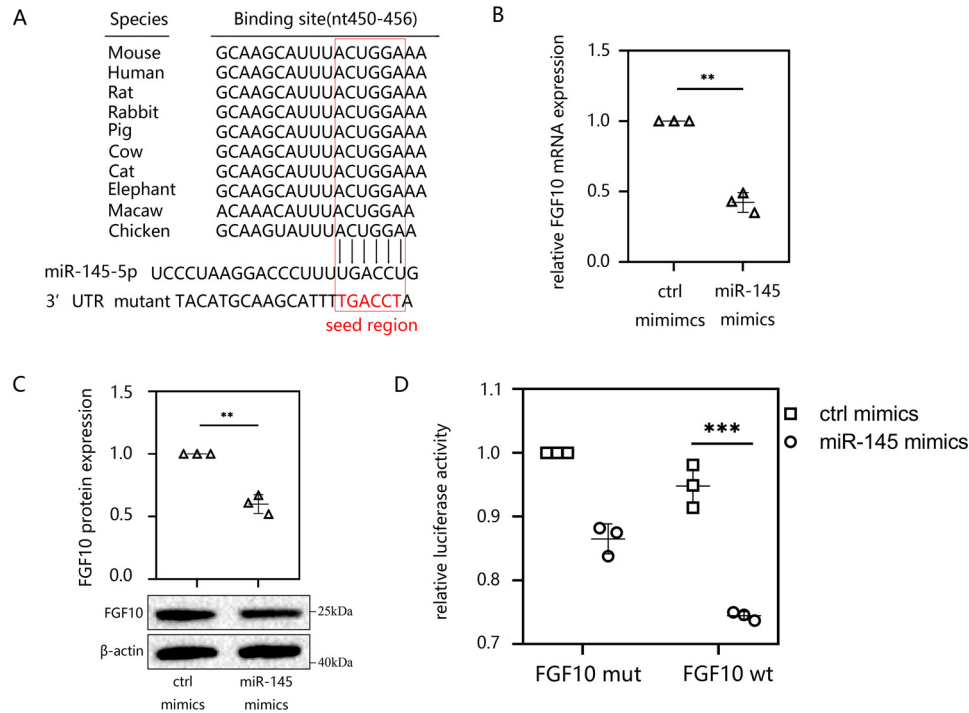 A
Species Binding site(nt450-456)
Mouse GCAAGCAUUUACUGGAAA
Human GCAAGCAUUUACUGGAAA
Rat GCAAGCAUUUACUGGAAA
Rabbit GCAAGCAUUUACUGGAAA
Pig GCAAGCAUUUACUGGAAA
Cow GCAAGCAUUUACUGGAAA
Cat GCAAGCAUUUACUGGAAA
Elephant GCAAGCAUUUACUGGAAA
Macaw ACAAACAUUUACUGGAA
Chicken GCAAGUAUUUACUGGAA
miR-145-5p UCCCUAAGGACCCUUUUGACCUG
3' UTR mutant TACATGCAAGCATTTTGACCTA
seed region
B
relative FGF10 mRNA expression
1.5
1.0
0.5
0.0
**
ctrl miR-145
mimimcs mimics
C
FGF10 protein expression
1.5
1.0
0.5
0.0
**
FGF10 25kDa
β-actin 40kDa
ctrl miR-145
mimics mimics
D
relative luciferase activity
1.1
1.0
0.9
0.8
0.7
***
ctrl mimics
miR-145 mimics
FGF10 mut FGF10 wt